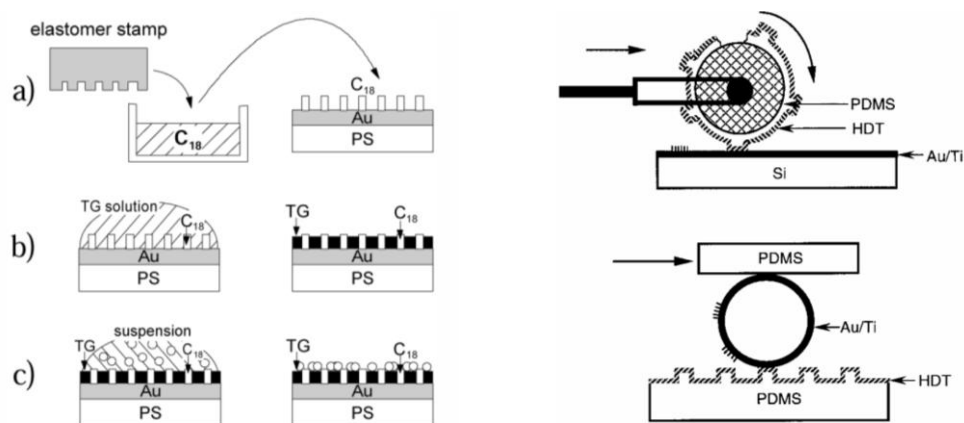 elastomer stamp
a)
C18
C18
Au
PS
b)
TG solution
C18
Au
PS
TG
C18
Au
PS
c)
suspension
TG
C18
Au
PS
TG
C18
Au
PS
PDMS
HDT
Au/Ti
Si
PDMS
Au/Ti
HDT
PDMS